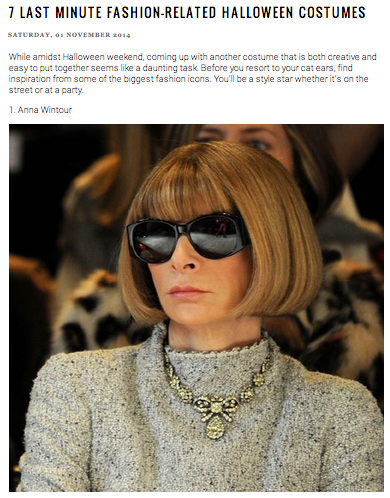 7 LAST MINUTE FASHION-RELATED HALLOWEEN COSTUMES
SATURDAY, 01 NOVEMBER 2014
While amidst Halloween weekend, coming up with another costume that is both creative and
easy to put together seems like a daunting task. Before you resort to your cat ears, find
inspiration from some of the biggest fashion icons. You'll be a style star whether it's on the
street or at a party.
1. Anna Wintour